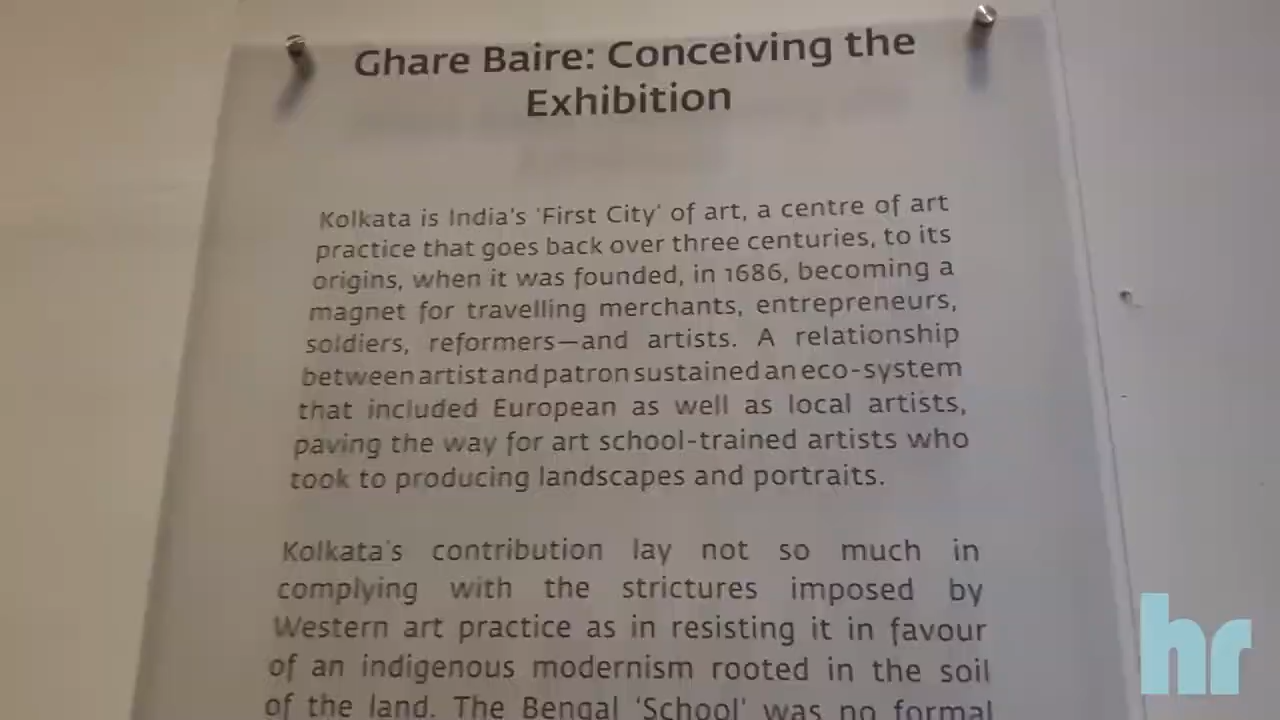 Ghare Baire: Conceiving the
Exhibition
Kolkata is India's 'First City' of art, a centre of art
practice that goes back over three centuries, to its
origins, when it was founded, in 1686, becoming a
magnet for travelling merchants, entrepreneurs,
soldiers, reformers—and artists. A relationship
between artist and patron sustained an eco-system
that included European as well as local artists,
paving the way for art school-trained artists who
took to producing landscapes and portraits.
Kolkata's contribution lay not so much in
complying with the strictures imposed by
Western art practice as in resisting it in favour
of an indigenous modernism rooted in the soil
of the land. The Bengal 'School' was no formal
hr